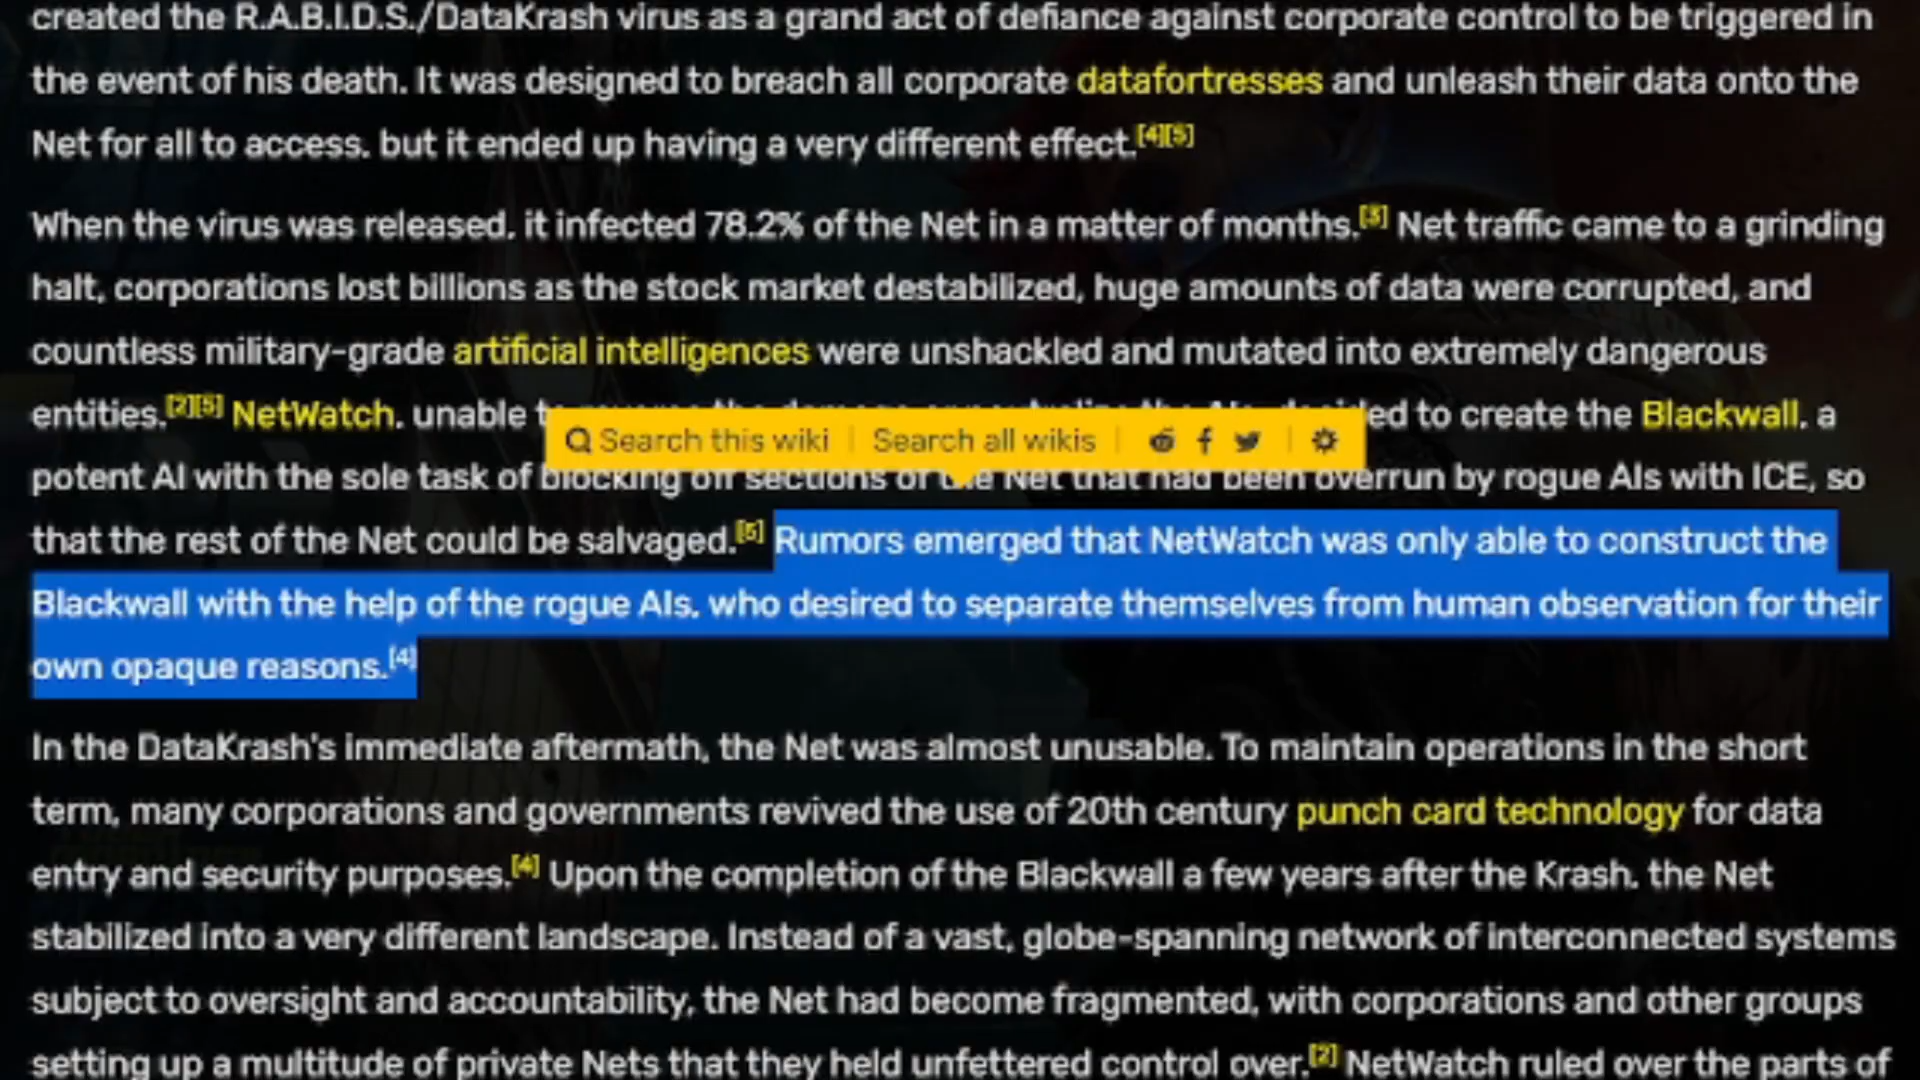 created the R.A.B.I.D.S./DataKrash virus as a grand act of defiance against corporate control to be triggered in
the event of his death. It was designed to breach all corporate datafortresses and unleash their data onto the
Net for all to access, but it ended up having a very different effect.[4][5]
When the virus was released, it infected 78.2% of the Net in a matter of months.[3] Net traffic came to a grinding
halt, corporations lost billions as the stock market destabilized, huge amounts of data were corrupted, and
countless military-grade artificial intelligences were unshackled and mutated into extremely dangerous
entities.[2][5] NetWatch, unable to ed to create the Blackwall, a
Search this wiki Search all wikis
potent AI with the sole task of blocking off sections of the Net that had been overrun by rogue AIs with ICE, so
that the rest of the Net could be salvaged.[5] Rumors emerged that NetWatch was only able to construct the
Blackwall with the help of the rogue AIs, who desired to separate themselves from human observation for their
own opaque reasons.[4]
In the DataKrash's immediate aftermath, the Net was almost unusable. To maintain operations in the short
term, many corporations and governments revived the use of 20th century punch card technology for data
entry and security purposes.[4] Upon the completion of the Blackwall a few years after the Krash, the Net
stabilized into a very different landscape. Instead of a vast, globe-spanning network of interconnected systems
subject to oversight and accountability, the Net had become fragmented, with corporations and other groups
setting up a multitude of private Nets that they held unfettered control over.[2] NetWatch ruled over the parts of